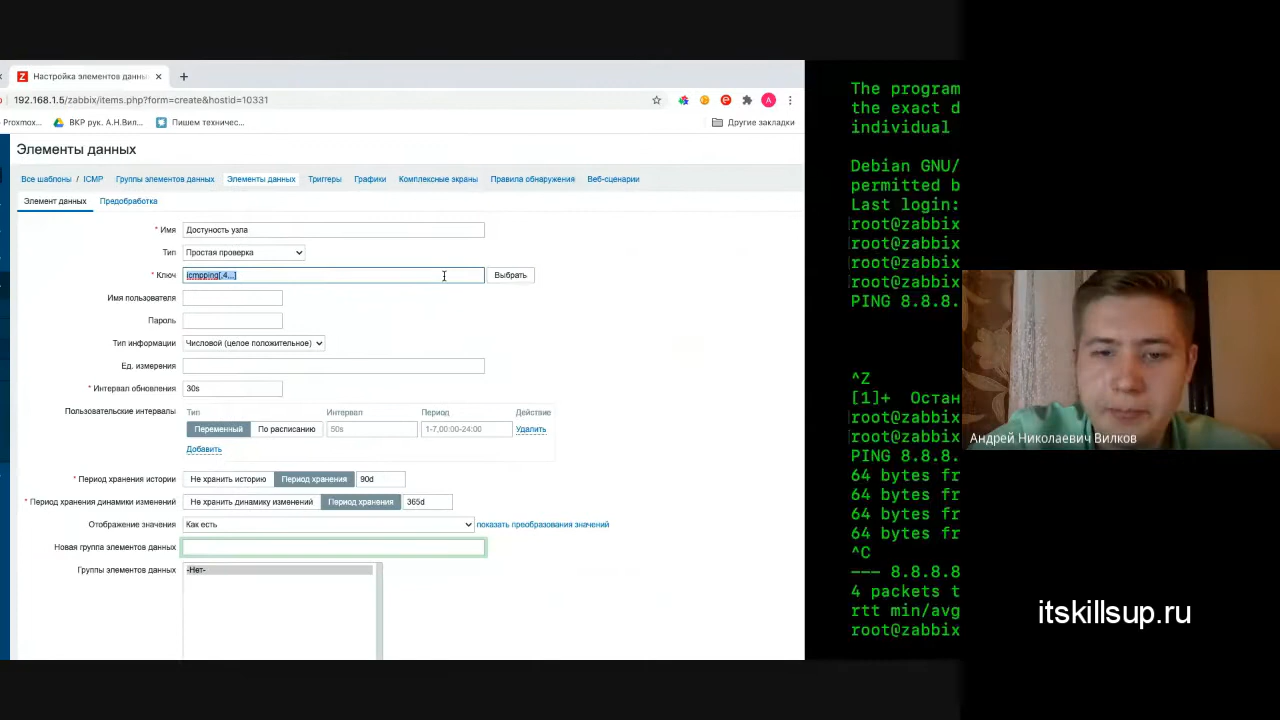 Настройка элементов данны
192.168.1.5/zabbix/items.php?form=create&hostid=10331
A
Proxmox...
ВКР рук. А.Н.Вил...
Пишем техничес...
Другие закладки
Элементы данных
Все шаблоны / ICMP Группы элементов данных Элементы данных Триггеры Графики Комплексные экраны Правила обнаружения Веб-сценарии
Элемент данных Предобработка
* Имя Достуность узла
Тип Простая проверка
* Ключ icmpping[,4,,,] Выбрать
Имя пользователя
Пароль
Тип информации Числовой (целое положительное)
Ед. измерения
* Интервал обновления 30s
Пользовательские интервалы Тип Интервал Период Действие
Переменный По расписанию 50s 1-7,00:00-24:00 Удалить
Добавить
* Период хранения истории Не хранить историю Период хранения 90d
* Период хранения динамики изменений Не хранить динамику изменений Период хранения 365d
Отображение значения Как есть показать преобразования значений
Новая группа элементов данных
Группы элементов данных -Нет-
The program
the exact d
individual
Debian GNU/
permitted b
Last login:
root@zabbix
root@zabbix
root@zabbix
root@zabbix
PING 8.8.8.
^Z
[1]+ Остан
root@zabbix
root@zabbix
PING 8.8.8.
64 bytes fr
64 bytes fr
64 bytes fr
64 bytes fr
^C
--- 8.8.8.8
4 packets t
rtt min/avg
root@zabbix
Андрей Николаевич Вилков
itskillsup.ru